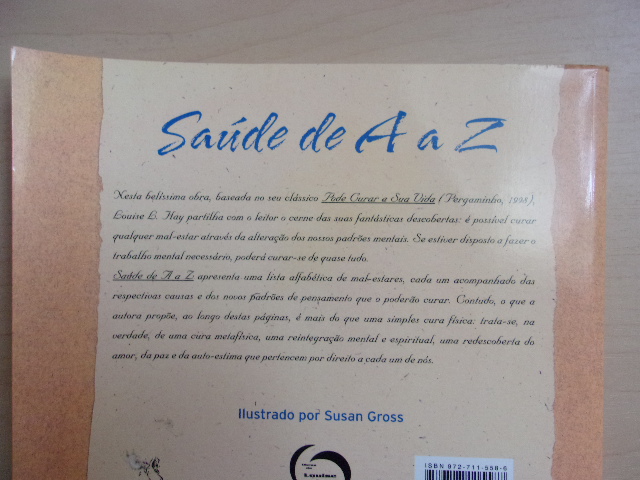 Saúde de A a Z
Nesta belíssima obra, baseada no seu clássico Pode Curar a Sua Vida (Pergaminho, 1998),
Louise L. Hay partilha com o leitor o cerne das suas fantásticas descobertas: é possível curar
qualquer mal-estar através da alteração dos nossos padrões mentais. Se estiver disposto a fazer o
trabalho mental necessário, poderá curar-se de quase tudo.
Saúde de A a Z apresenta uma lista alfabética de mal-estares, cada um acompanhado das
respectivas causas e dos novos padrões de pensamento que o poderão curar. Contudo, o que a
autora propõe, ao longo destas páginas, é mais do que uma simples cura física: trata-se, na
verdade, de uma cura metafísica, uma reintegração mental e espiritual, uma redescoberta do
amor, da paz e da auto-estima que pertencem por direito a cada um de nós.
Ilustrado por Susan Gross
Louise
ISBN 972-711-558-6